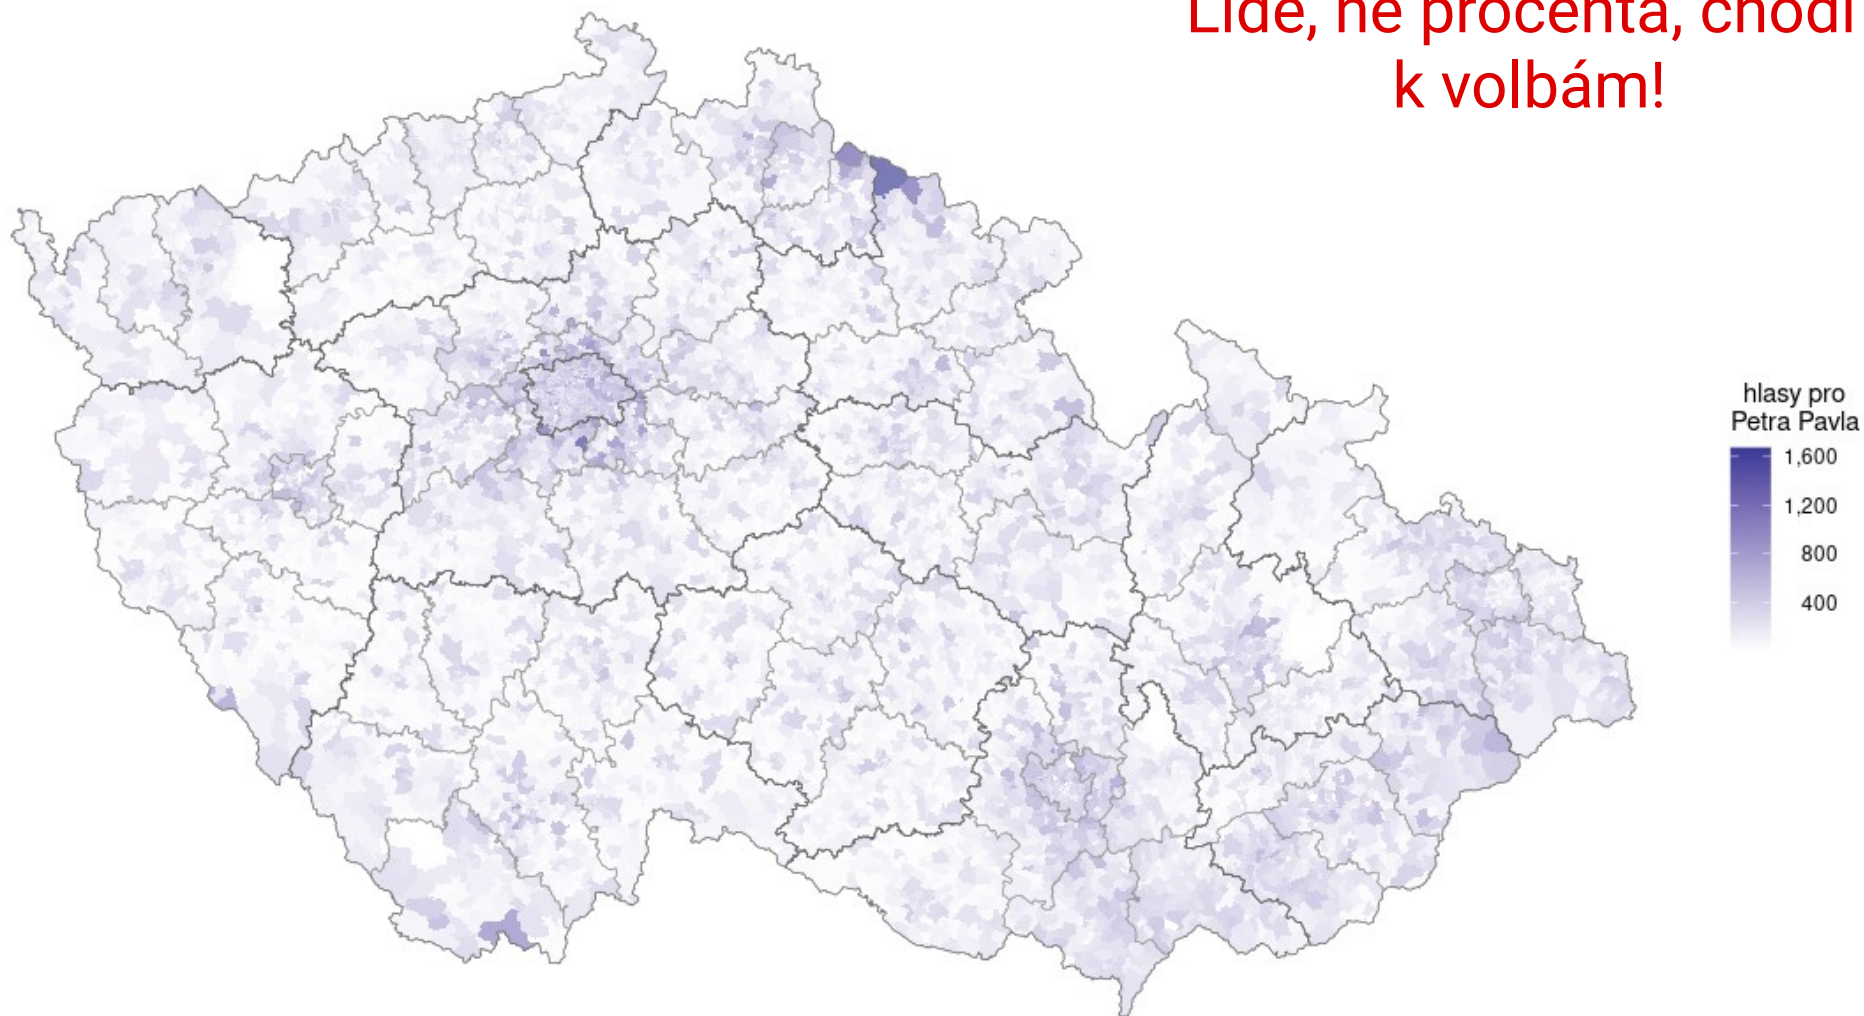 Lidé, ne procenta, chodí
k volbám!
hlasy pro
Petra Pavla
1,600
1,200
800
400